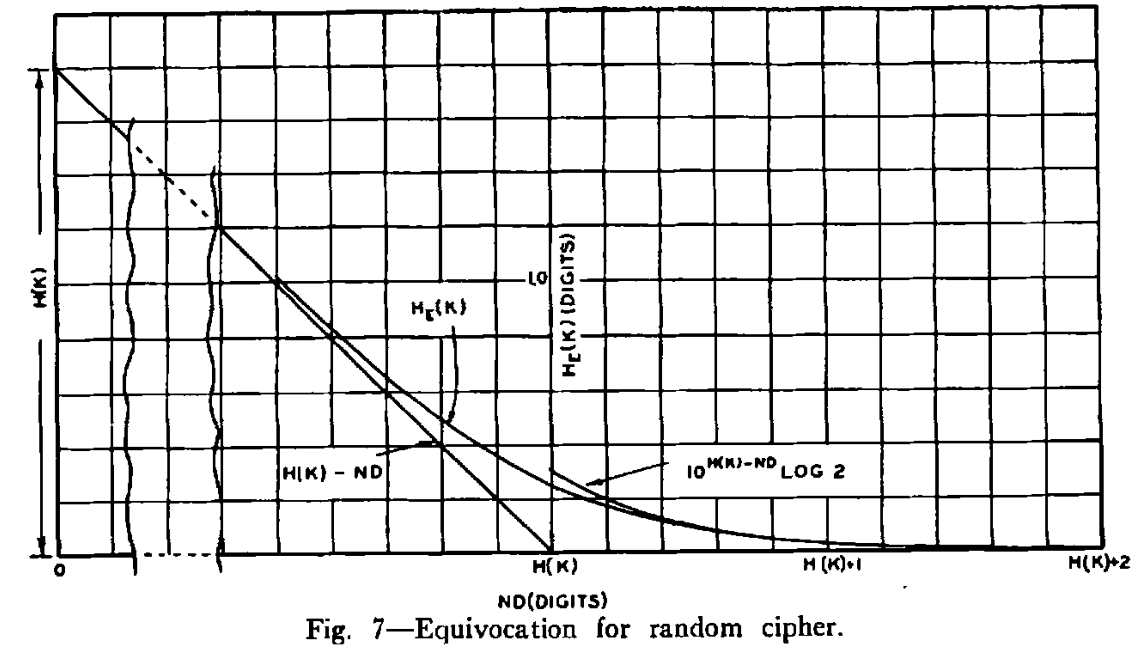 H(K)
1.0
H_E(K) (DIGITS)
H_E(K)
H(K) – ND
10^{H(K)-ND} LOG 2
0
H(K)
H(K)+1
H(K)+2
ND(DIGITS)
Fig. 7—Equivocation for random cipher.